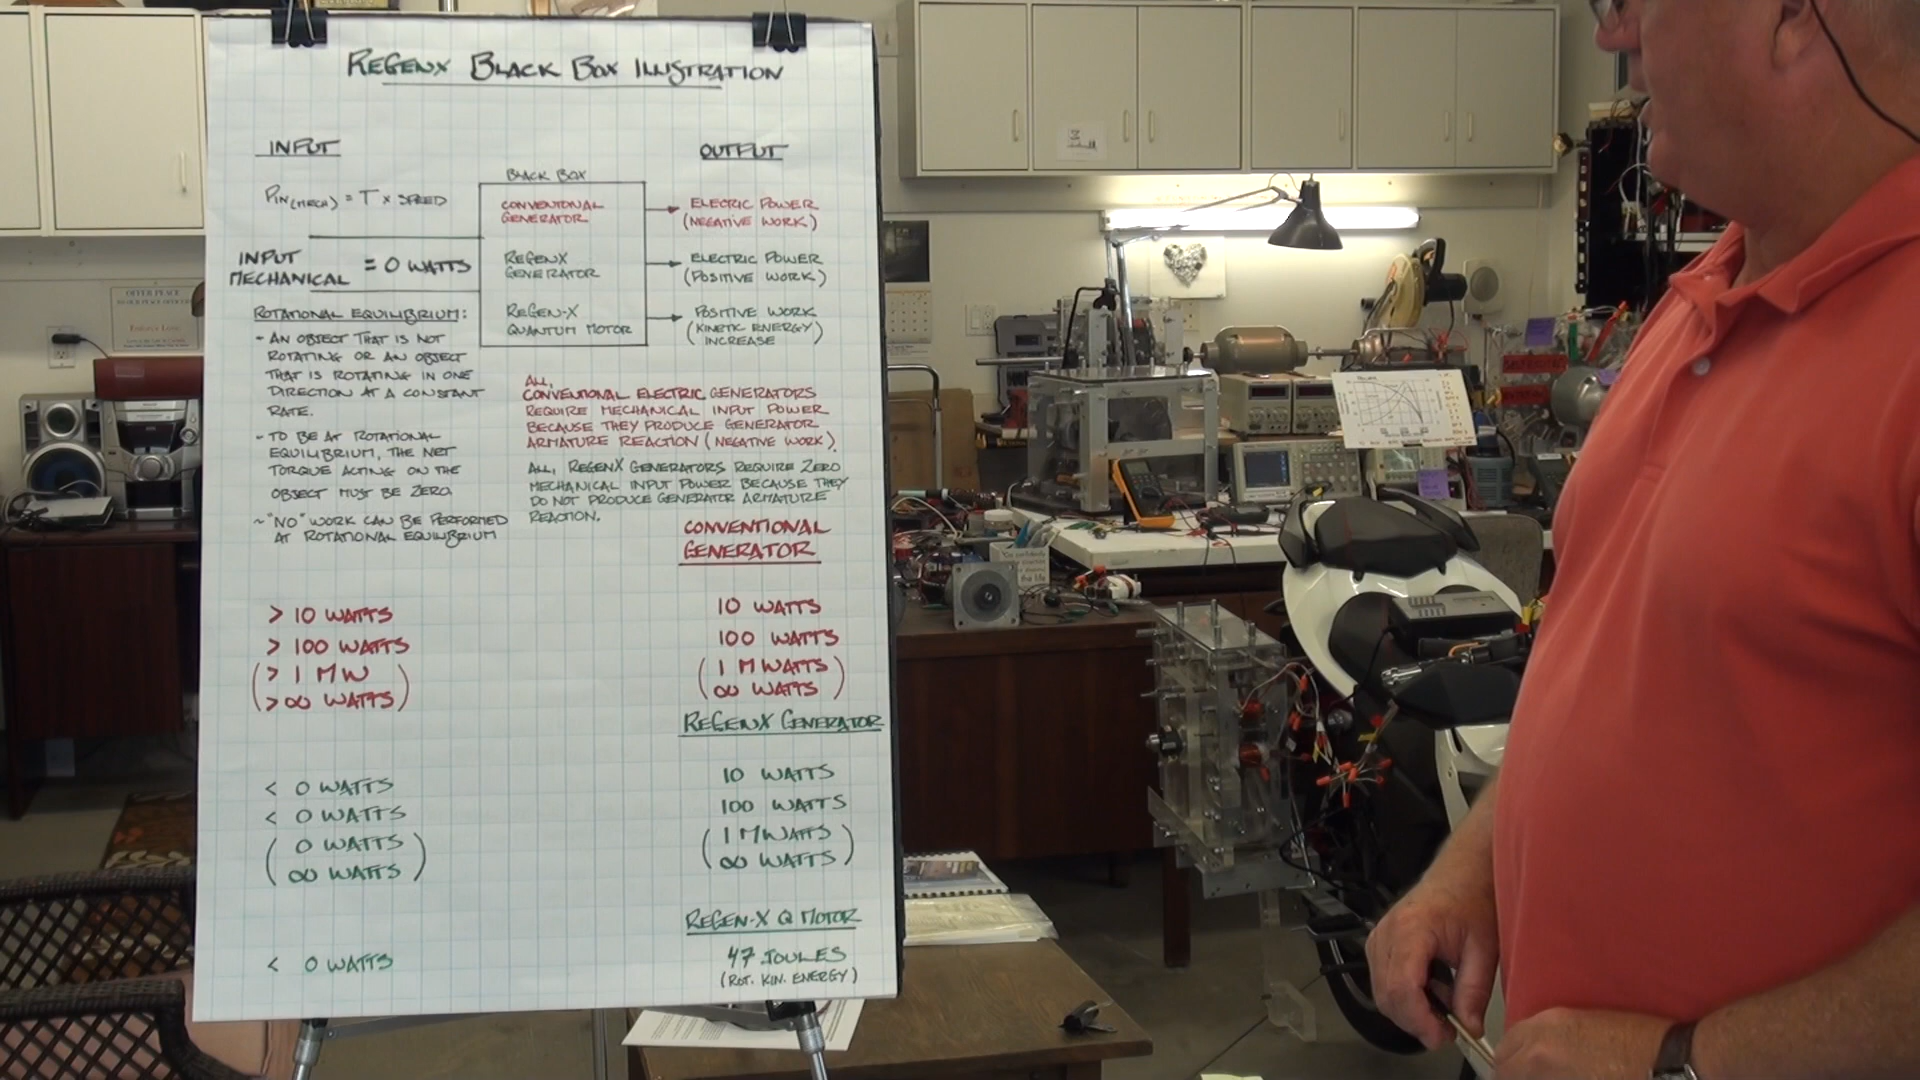 REGENX BLACK BOX ILLUSTRATION
INPUT
OUTPUT
BLACK BOX
PIN(MECH) = T × SPEED
CONVENTIONAL
GENERATOR
ELECTRIC POWER
(NEGATIVE WORK)
INPUT
MECHANICAL = 0 WATTS
REGENX
GENERATOR
ELECTRIC POWER
(POSITIVE WORK)
REGEN-X
QUANTUM MOTOR
POSITIVE WORK
(KINETIC ENERGY)
INCREASE
ROTATIONAL EQUILIBRIUM:
- AN OBJECT THAT IS NOT
ROTATING OR AN OBJECT
THAT IS ROTATING IN ONE
DIRECTION AT A CONSTANT
RATE.
- TO BE AT ROTATIONAL
EQUILIBRIUM, THE NET
TORQUE ACTING ON THE
OBJECT MUST BE ZERO.
~ "NO" WORK CAN BE PERFORMED
AT ROTATIONAL EQUILIBRIUM
ALL,
CONVENTIONAL ELECTRIC GENERATORS
REQUIRE MECHANICAL INPUT POWER
BECAUSE THEY PRODUCE GENERATOR
ARMATURE REACTION (NEGATIVE WORK).
ALL, REGENX GENERATORS REQUIRE ZERO
MECHANICAL INPUT POWER BECAUSE THEY
DO NOT PRODUCE GENERATOR ARMATURE
REACTION.
CONVENTIONAL
GENERATOR
> 10 WATTS
10 WATTS
> 100 WATTS
100 WATTS
(> 1 MW
(1 MWATTS)
> ∞ WATTS)
∞ WATTS
REGENX GENERATOR
< 0 WATTS
10 WATTS
< 0 WATTS
100 WATTS
(0 WATTS)
(1 MWATTS)
∞ WATTS
∞ WATTS
REGEN-X Q MOTOR
< 0 WATTS
47 JOULES
(ROT. KIN. ENERGY)